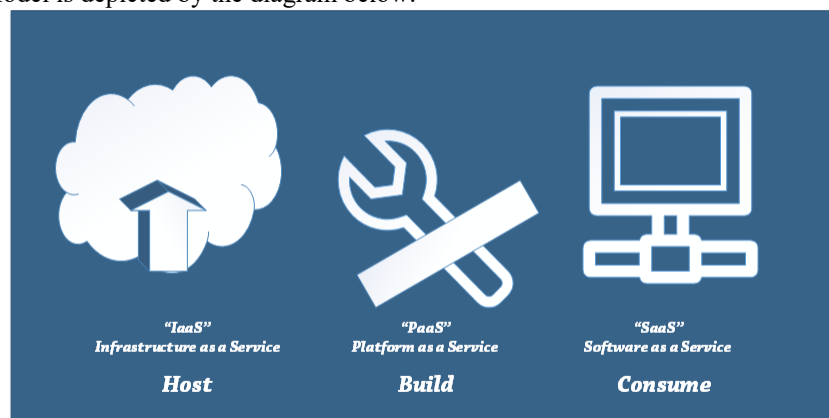 model is depicted by the diagram below:
“IaaS”
Infrastructure as a Service
Host
“PaaS”
Platform as a Service
Build
“SaaS”
Software as a Service
Consume